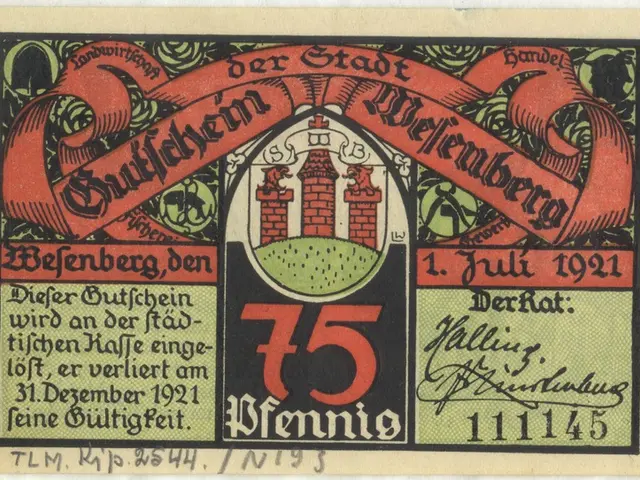 Landwirtschaft
Handel
der Stadt
Gutschein Wesenberg
S B
LW
Wesenberg, den 1. Juli 1921
Dieser Gutschein
wird an der städ-
tischen Kasse einge-
löst, er verliert am
31. Dezember 1921
seine Gültigkeit.
75
Pfennig
Der Rat:
Halling.
111145
TLM. Kip. 2544. / N 193